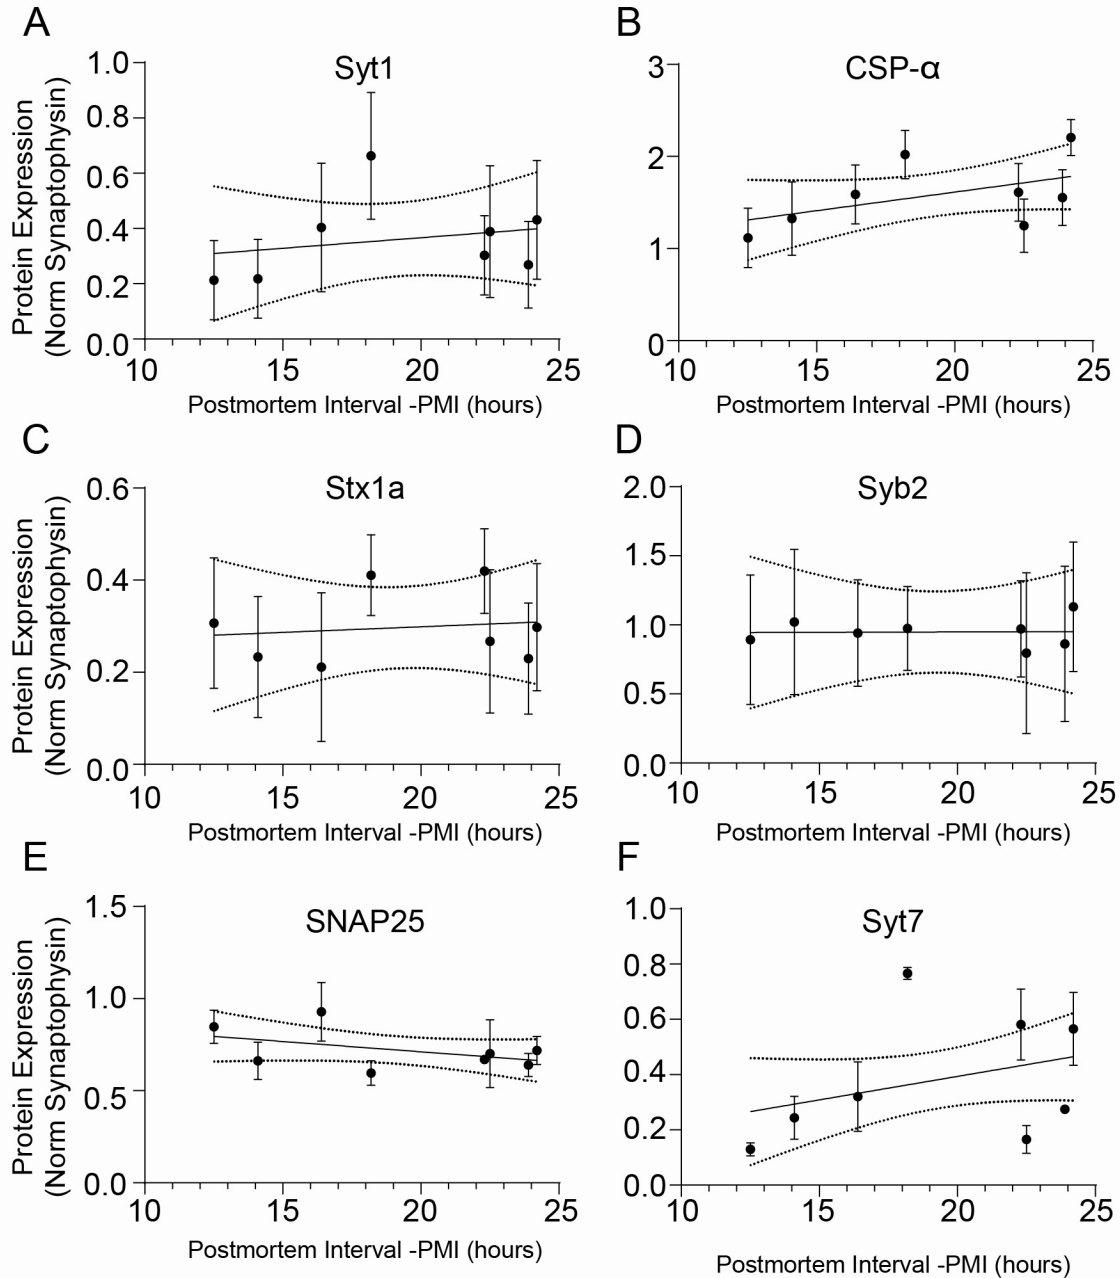 A
Syt1
Protein Expression
(Norm Synaptophysin)
1.0
0.8
0.6
0.4
0.2
0.0
10 15 20 25
Postmortem Interval -PMI (hours)
B
CSP-α
3
2
1
0
10 15 20 25
Postmortem Interval -PMI (hours)
C
Stx1a
Protein Expression
(Norm Synaptophysin)
0.6
0.4
0.2
0.0
10 15 20 25
Postmortem Interval -PMI (hours)
D
Syb2
2.0
1.5
1.0
0.5
0.0
10 15 20 25
Postmortem Interval -PMI (hours)
E
SNAP25
Protein Expression
(Norm Synaptophysin)
1.5
1.0
0.5
0.0
10 15 20 25
Postmortem Interval -PMI (hours)
F
Syt7
1.0
0.8
0.6
0.4
0.2
0.0
10 15 20 25
Postmortem Interval -PMI (hours)